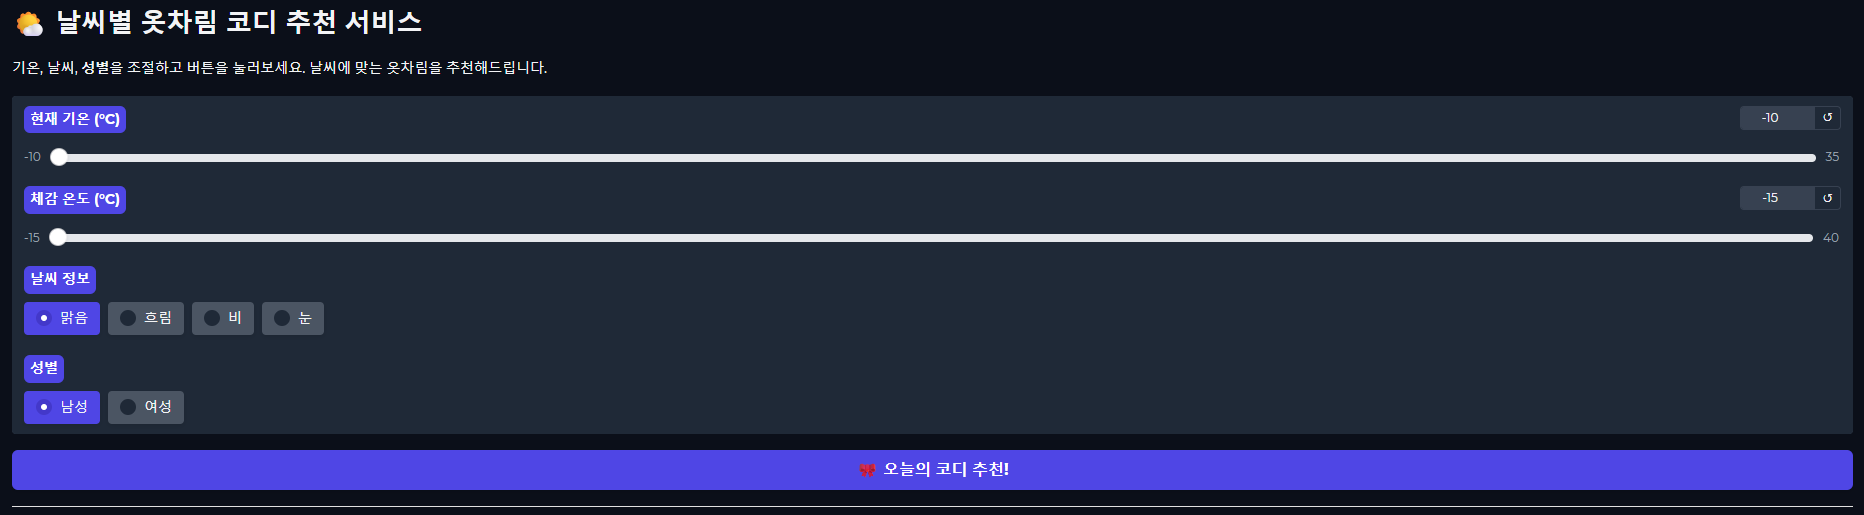 날씨별 옷차림 코디 추천 서비스
기온, 날씨, 성별을 조절하고 버튼을 눌러보세요. 날씨에 맞는 옷차림을 추천해드립니다.
현재 기온 (°C)
-10 ↺
-10 35
체감 온도 (°C)
-15 ↺
-15 40
날씨 정보
맑음 흐림 비 눈
성별
남성 여성
오늘의 코디 추천!